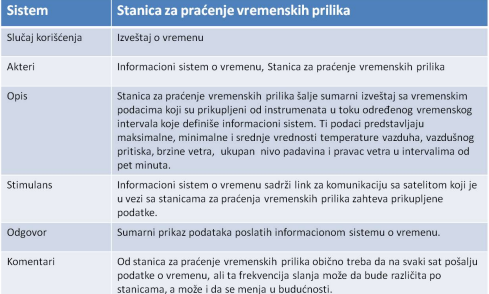 Sistem Stanica za praćenje vremenskih prilika
Slučaj korišćenja Izveštaj o vremenu
Akteri Informacioni sistem o vremenu, Stanica za praćenje vremenskih prilika
Opis Stanica za praćenje vremenskih prilika šalje sumarni izveštaj sa vremenskim
podacima koji su prikupljeni od instrumenata u toku određenog vremenskog
intervala koje definiše informacioni sistem. Ti podaci predstavljaju
maksimalne, minimalne i srednje vrednosti temperature vazduha, vazdušnog
pritiska, brzine vetra, ukupan nivo padavina i pravac vetra u intervalima od
pet minuta.
Stimulans Informacioni sistem o vremenu sadrži link za komunikaciju sa satelitom koji je
u vezi sa stanicama za praćenja vremenskih prilika zahteva prikupljene
podatke.
Odgovor Sumarni prikaz podataka poslatih informacionom sistemu o vremenu.
Komentari Od stanica za praćenje vremenskih prilika obično treba da na svaki sat pošalju
podatke o vremenu, ali ta frekvencija slanja može da bude različita po
stanicama, a može i da se menja u budućnosti.